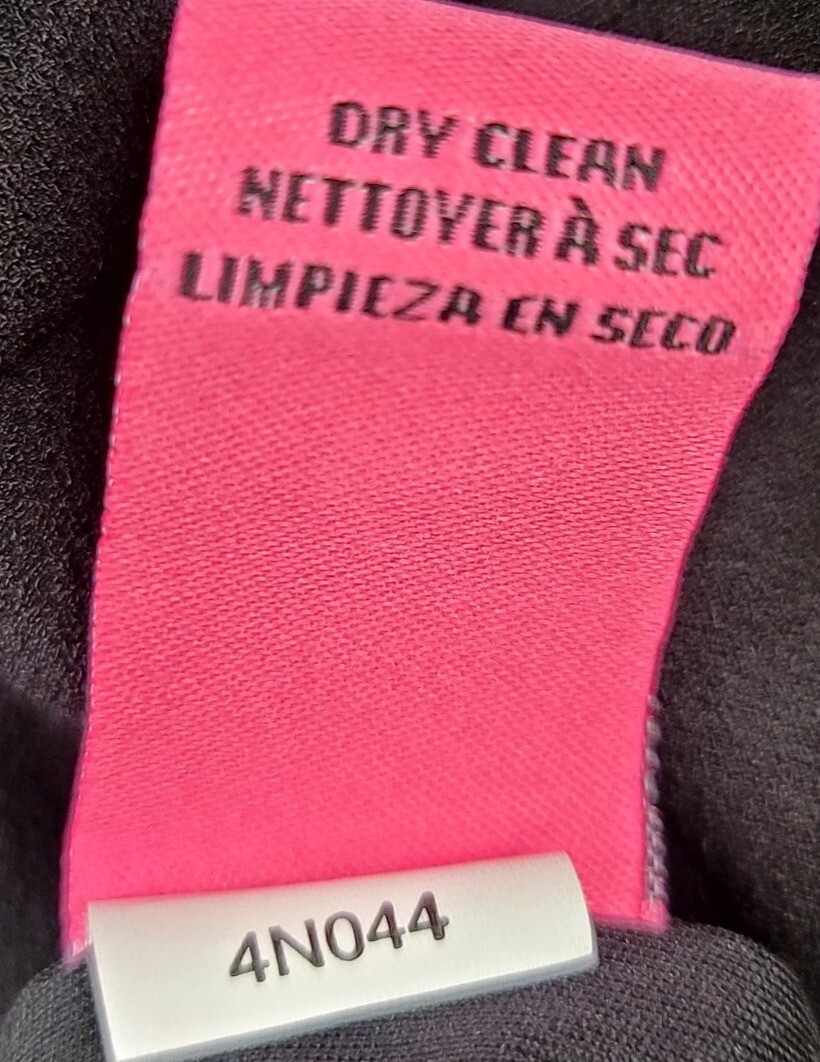 DRY CLEAN
NETTOYER À SEC
LIMPIEZA EN SECO
4N044